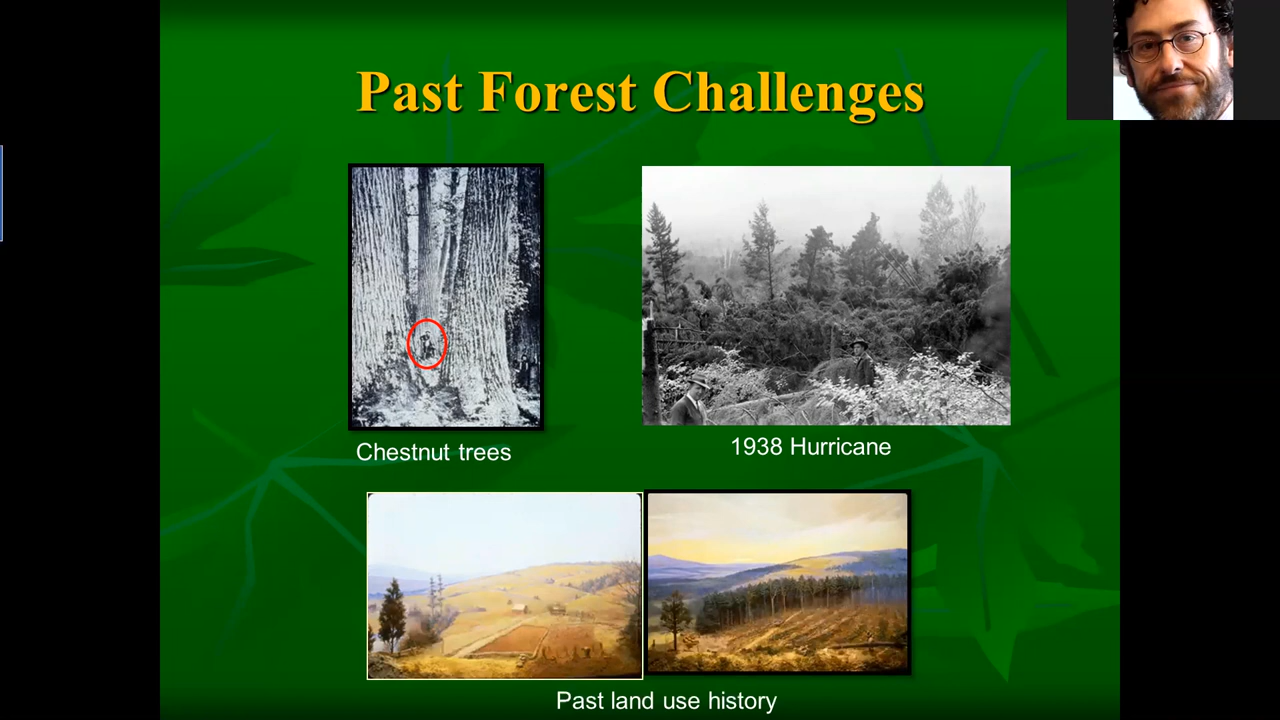 Past Forest Challenges
Chestnut trees
1938 Hurricane
Past land use history